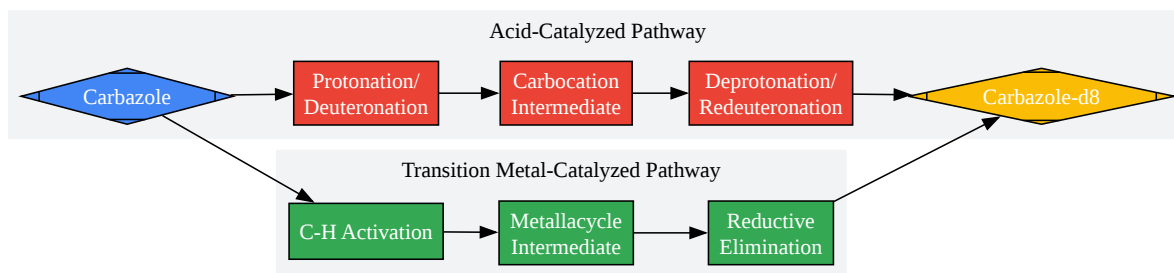 Acid-Catalyzed Pathway
Carbazole
Protonation/
Deuteronation
Carbocation
Intermediate
Deprotonation/
Redeuteronation
Carbazole-d8
Transition Metal-Catalyzed Pathway
C-H Activation
Metallacycle
Intermediate
Reductive
Elimination